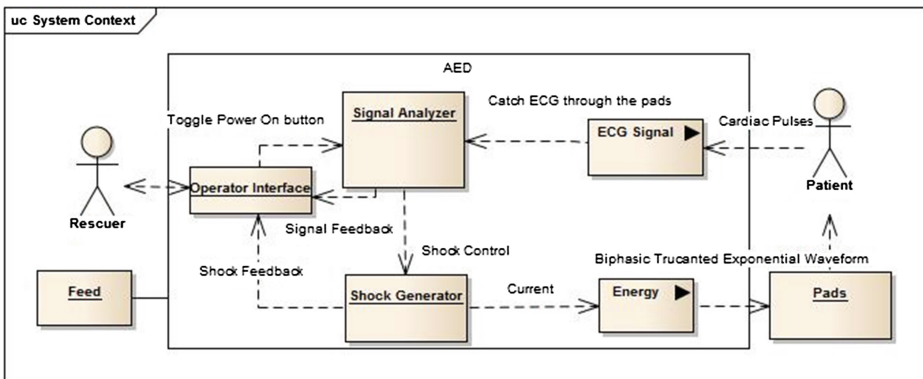 uc System Context
AED
Signal Analyzer
Catch ECG through the pads
Toggle Power On button
ECG Signal
Cardiac Pulses
Operator Interface
Patient
Rescuer
Signal Feedback
Shock Control
Shock Feedback
Biphasic Trucanted Exponential Waveform
Feed
Shock Generator
Current
Energy
Pads